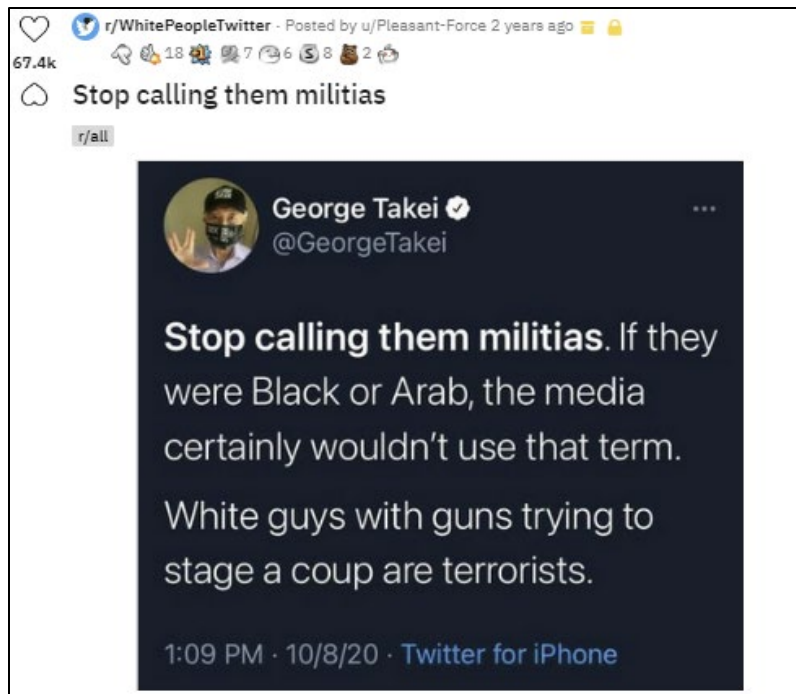 r/WhitePeopleTwitter · Posted by u/Pleasant-Force 2 years ago
18 7 6 S 8 2
67.4k
Stop calling them militias
r/all
George Takei
@GeorgeTakei
Stop calling them militias. If they
were Black or Arab, the media
certainly wouldn't use that term.
White guys with guns trying to
stage a coup are terrorists.
1:09 PM · 10/8/20 · Twitter for iPhone